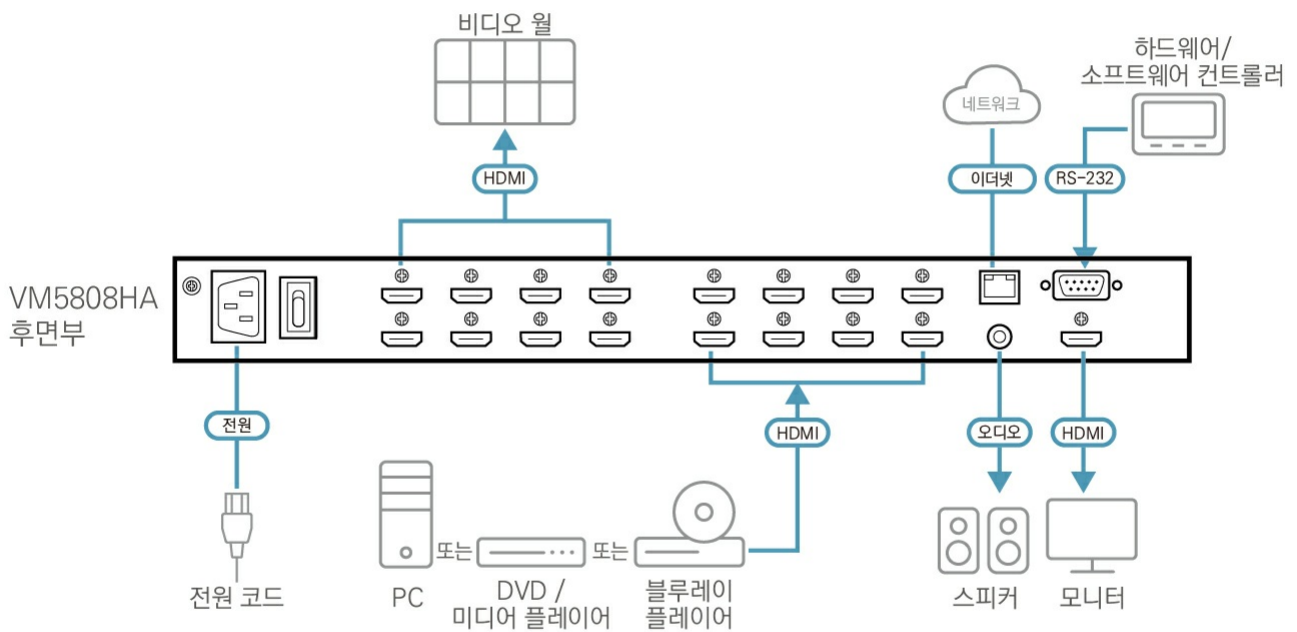 비디오 월
하드웨어/
소프트웨어 컨트롤러
네트워크
HDMI
이더넷
RS-232
VM5808HA
후면부
전원
HDMI
오디오
HDMI
또는
또는
전원 코드
PC
DVD /
미디어 플레이어
블루레이
플레이어
스피커
모니터